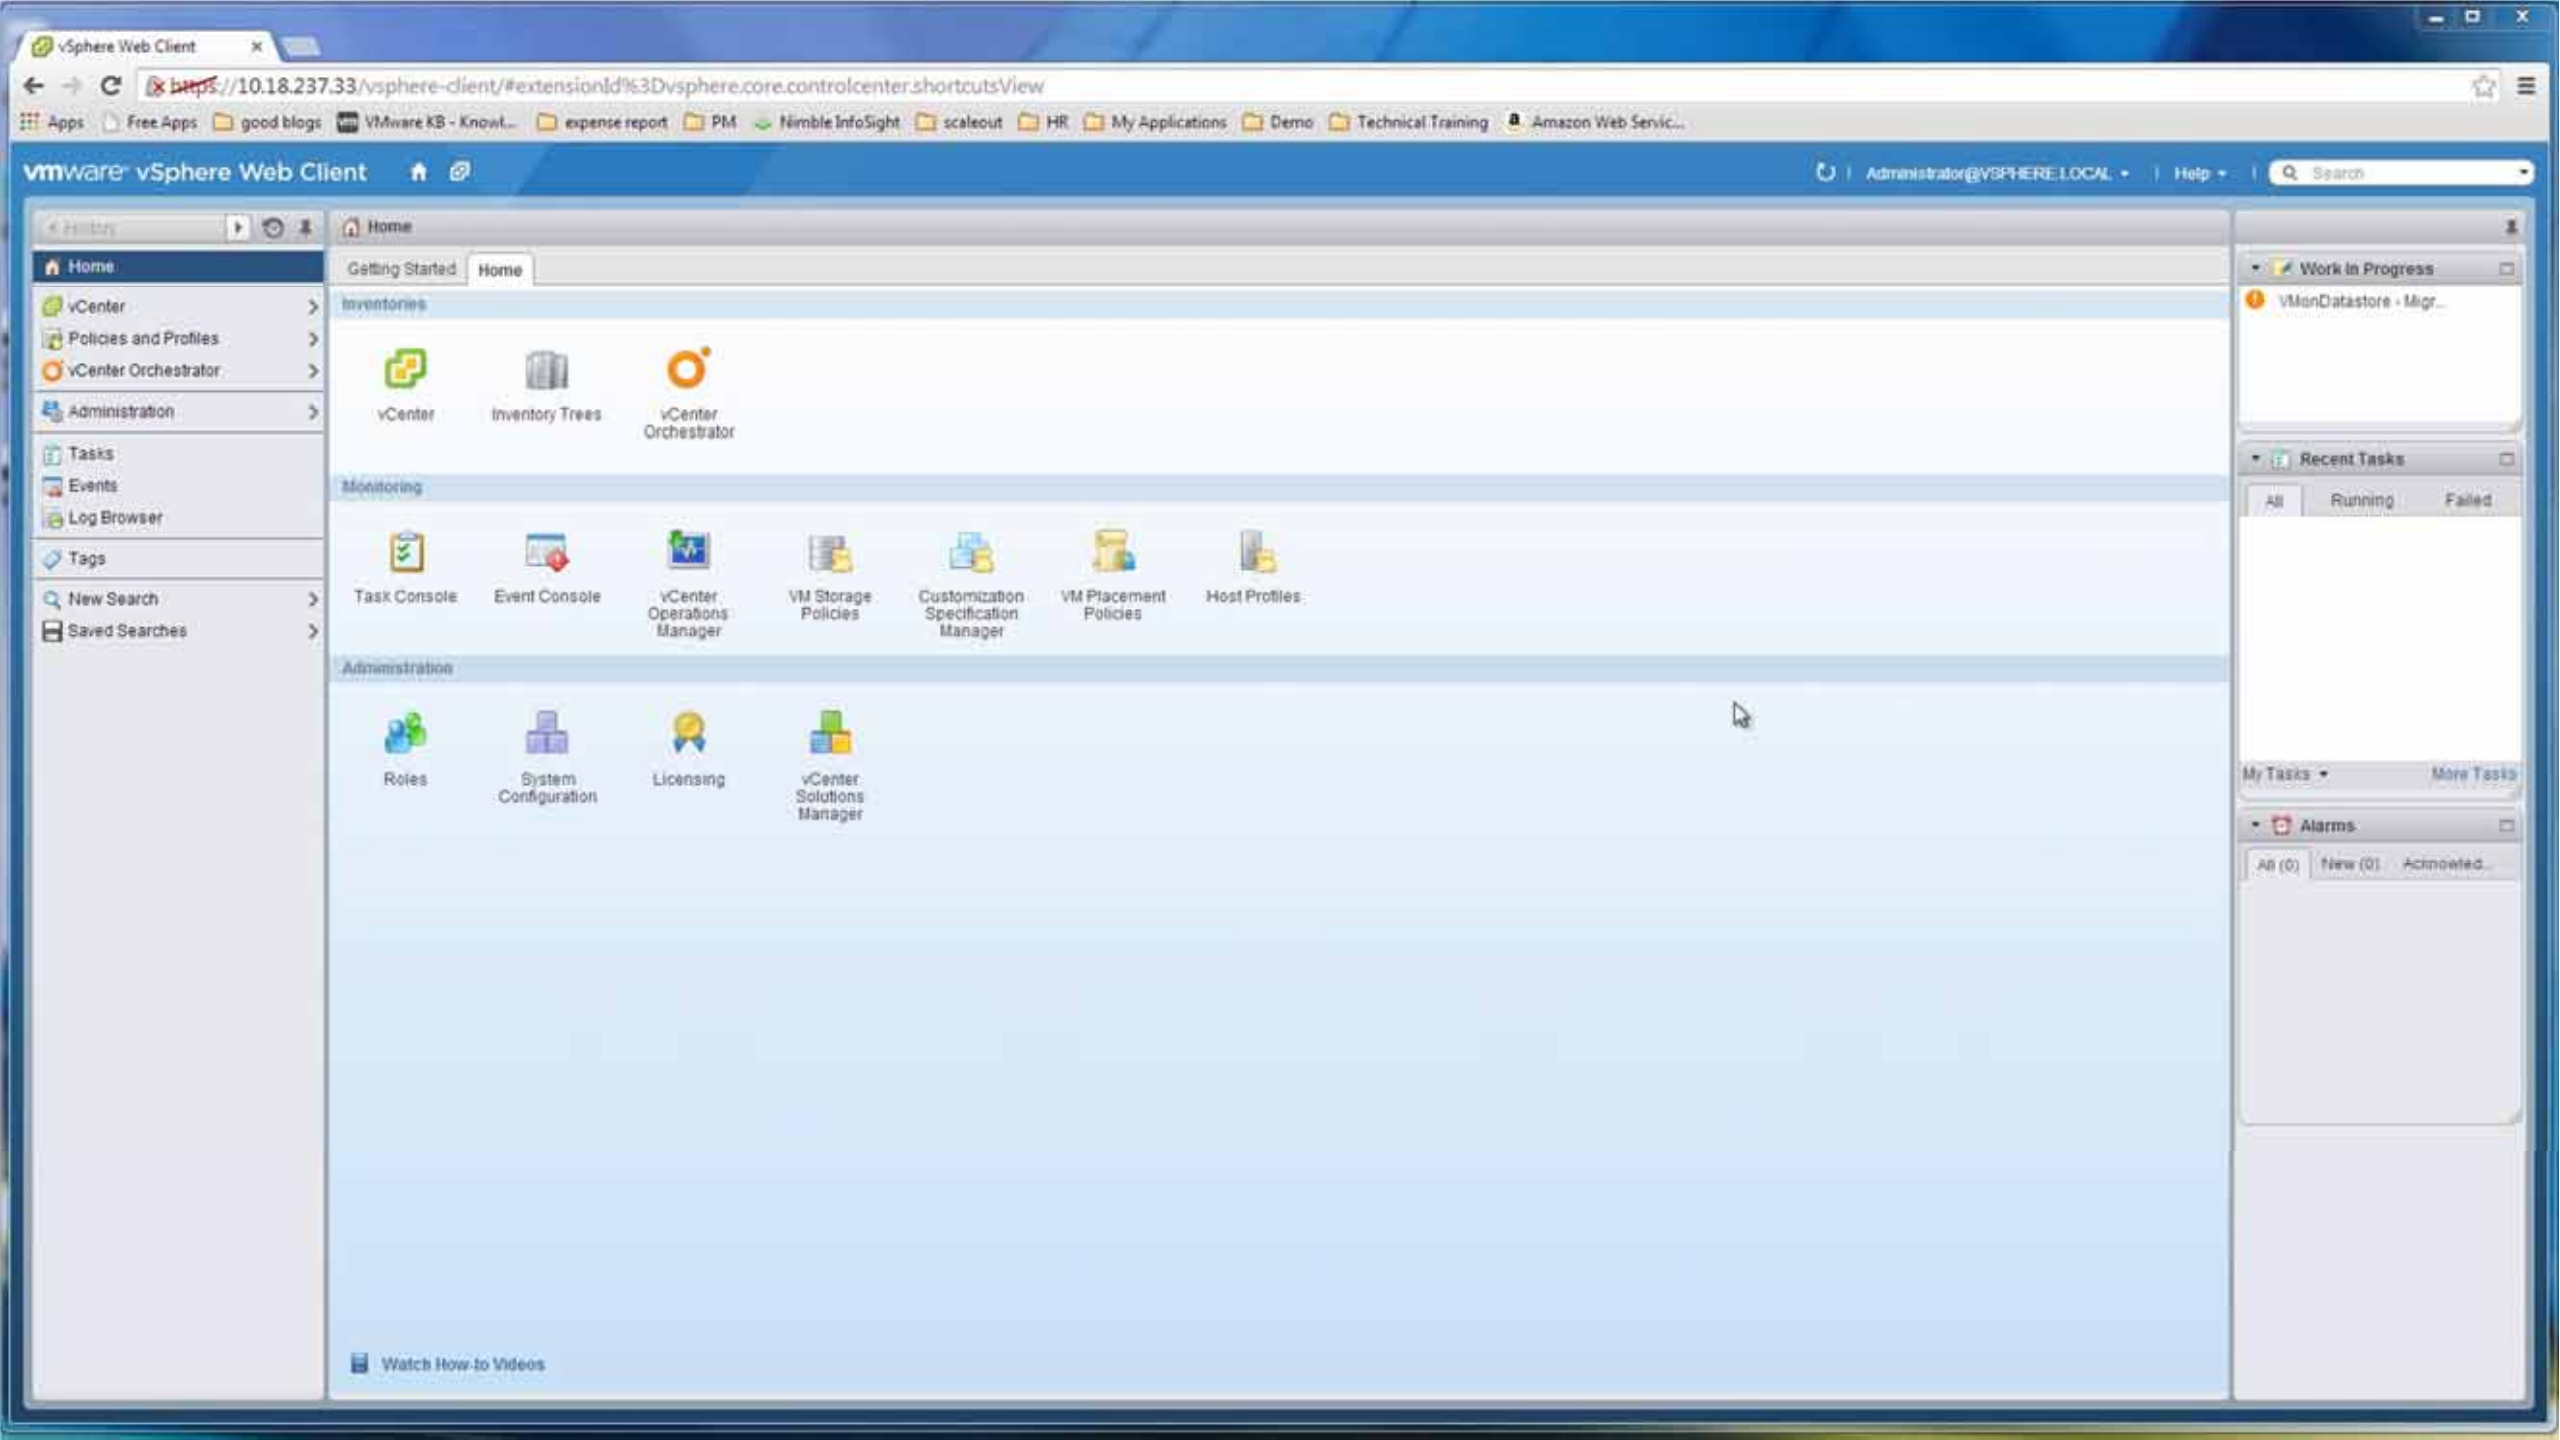 vSphere Web Client
https://10.18.237.33/vsphere-client/#extensionId%3Dvsphere.core.controlcenter.shortcutsView
Apps Free Apps good blogs VMware KB - Knowl... expense report PM Nimble InfoSight scaleout HR My Applications Demo Technical Training Amazon Web Servic...
vmware® vSphere Web Client
Administrator@VSPHERE.LOCAL
Help
Search
History
Home
vCenter
Policies and Profiles
vCenter Orchestrator
Administration
Tasks
Events
Log Browser
Tags
New Search
Saved Searches
Home
Getting Started Home
Inventories
vCenter
Inventory Trees
vCenter
Orchestrator
Monitoring
Task Console
Event Console
vCenter
Operations
Manager
VM Storage
Policies
Customization
Specification
Manager
VM Placement
Policies
Host Profiles
Administration
Roles
System
Configuration
Licensing
vCenter
Solutions
Manager
Watch How-to Videos
Work In Progress
VMonDatastore - Migr...
Recent Tasks
All Running Failed
My Tasks More Tasks
Alarms
All (0) New (0) Acknowled...